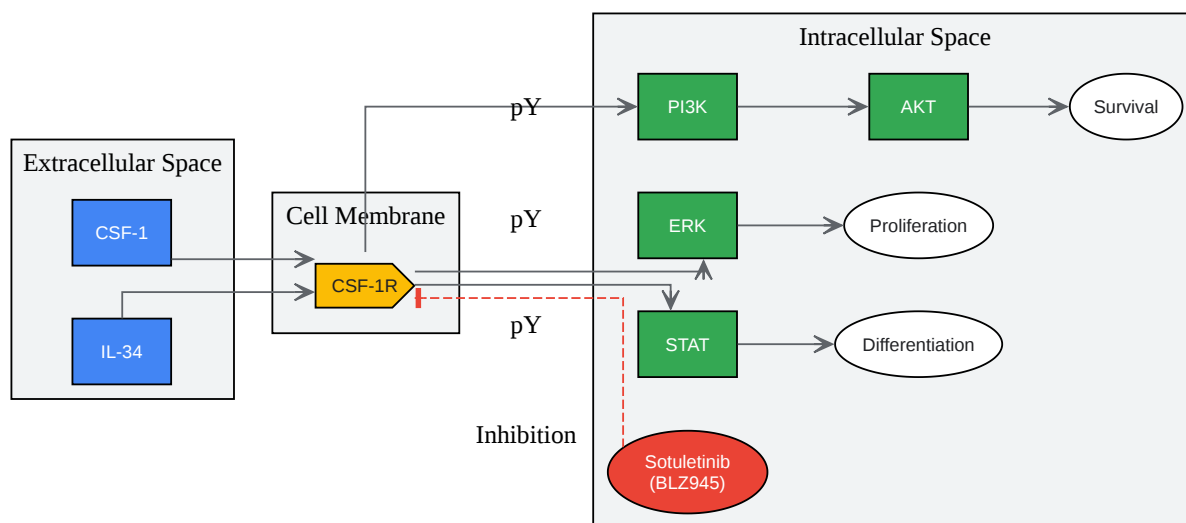 Intracellular Space
pY
PI3K
AKT
Survival
Extracellular Space
CSF-1
Cell Membrane
pY
ERK
Proliferation
CSF-1R
IL-34
pY
STAT
Differentiation
Inhibition
Sotuletinib
(BLZ945)